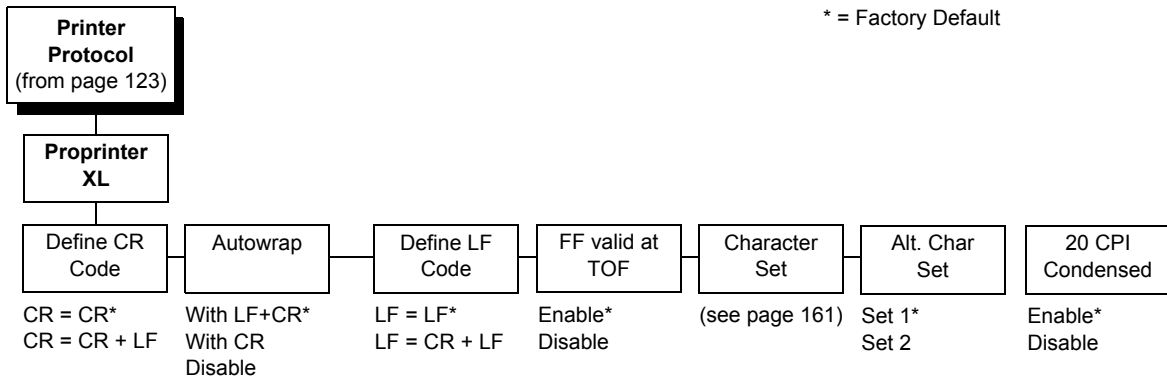 * = Factory Default
Printer
Protocol
(from page 123)
Proprinter
XL
Define CR
Code
CR = CR*
CR = CR + LF
Autowrap
With LF+CR*
With CR
Disable
Define LF
Code
LF = LF*
LF = CR + LF
FF valid at
TOF
Enable*
Disable
Character
Set
(see page 161)
Alt. Char
Set
Set 1*
Set 2
20 CPI
Condensed
Enable*
Disable